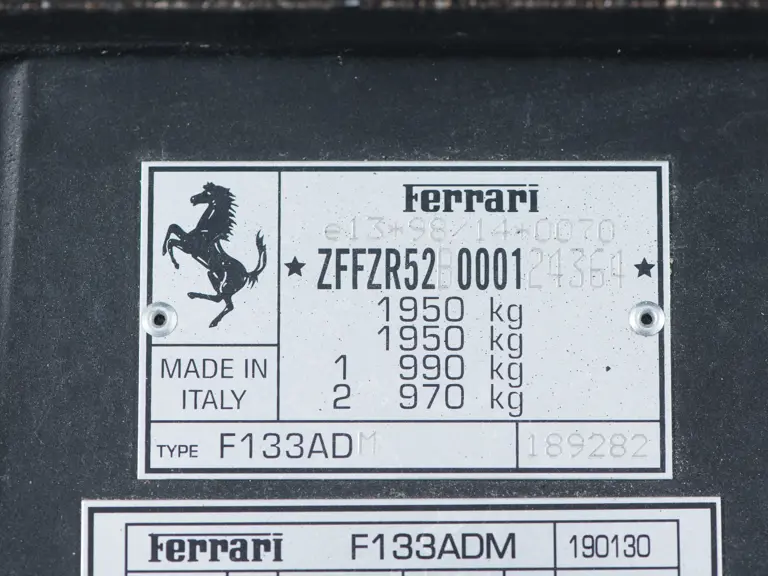 Ferrari
e13*98/14*0070
★ ZFFZR52B000124364 ★
1950 kg
1950 kg
1 990 kg
2 970 kg
MADE IN
ITALY
TYPE F133ADM
189282
Ferrari F133ADM 190130